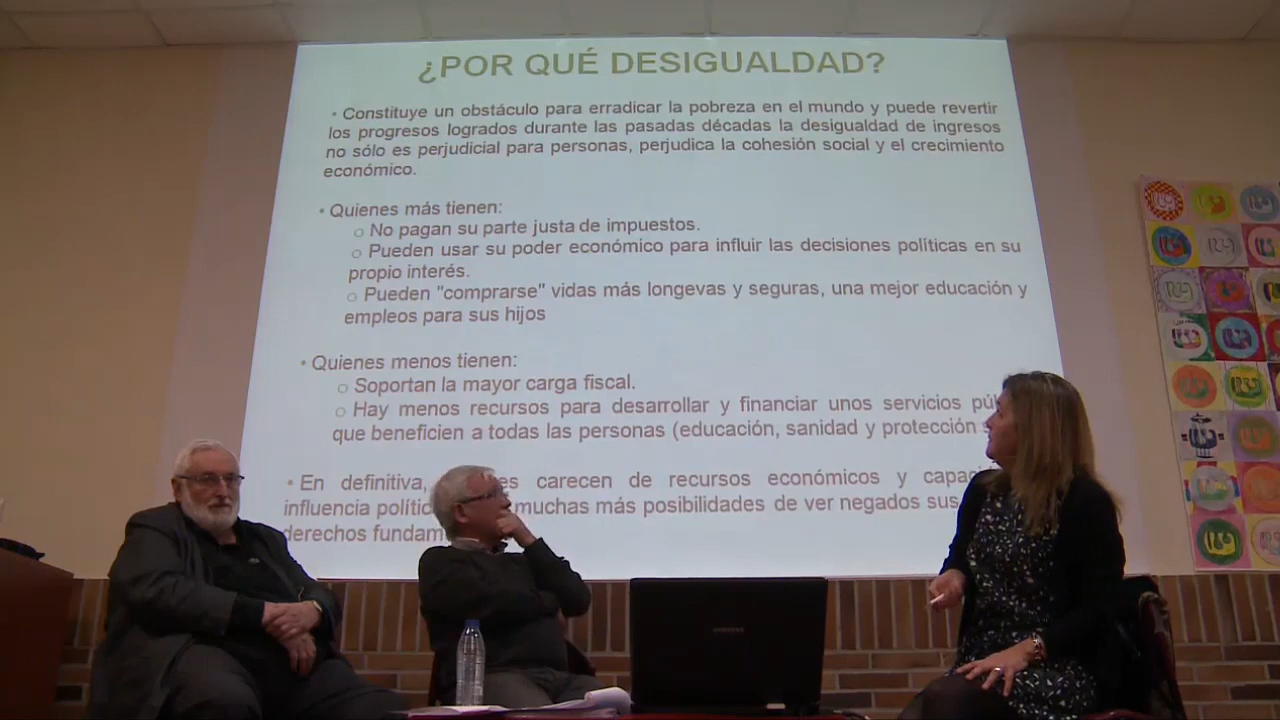 ¿POR QUÉ DESIGUALDAD?
• Constituye un obstáculo para erradicar la pobreza en el mundo y puede revertir
los progresos logrados durante las pasadas décadas la desigualdad de ingresos
no sólo es perjudicial para personas, perjudica la cohesión social y el crecimiento
económico.
• Quienes más tienen:
○ No pagan su parte justa de impuestos.
○ Pueden usar su poder económico para influir las decisiones políticas en su
propio interés.
○ Pueden "comprarse" vidas más longevas y seguras, una mejor educación y
empleos para sus hijos
• Quienes menos tienen:
○ Soportan la mayor carga fiscal.
○ Hay menos recursos para desarrollar y financiar unos servicios
que beneficien a todas las personas (educación, sanidad y protección
• En definitiva, carecen de recursos económicos y
influencia muchas más posibilidades de ver negados sus
derechos
SAMSUNG